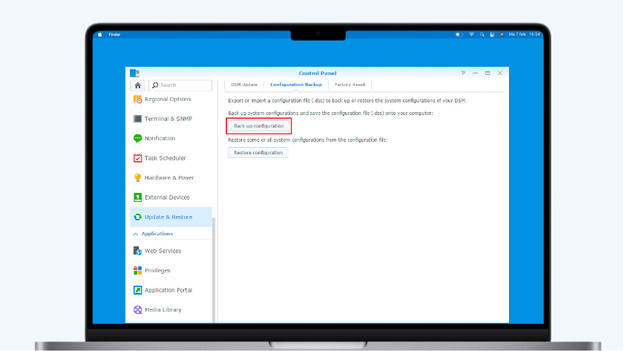 Finder
Mo 7 Feb 16:24
Control Panel
Search
DSM Update
Configuration Backup
Factory Reset
Regional Options
Terminal & SNMP
Notification
Task Scheduler
Hardware & Power
External Devices
Update & Restore
Applications
Web Services
Privileges
Application Portal
Media Library
Export or import a configuration file (.dss) to back up or restore the system configurations of your DSM.
Back up system configurations and save the configuration file (.dss) onto your computer:
Back up configuration
Restore some or all system configurations from the configuration file:
Restore configuration